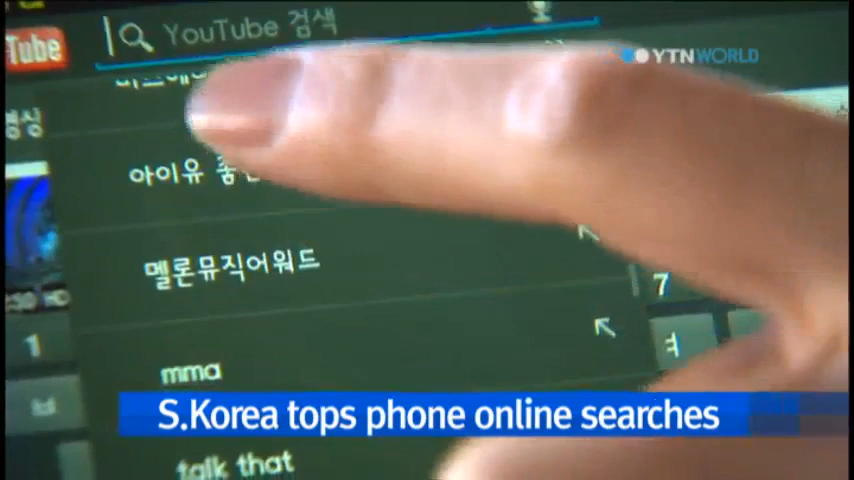 YouTube 검색
Tube
YTN WORLD
아이유
멜론뮤직어워드
7
1
mma
S.Korea tops phone online searches
talk that